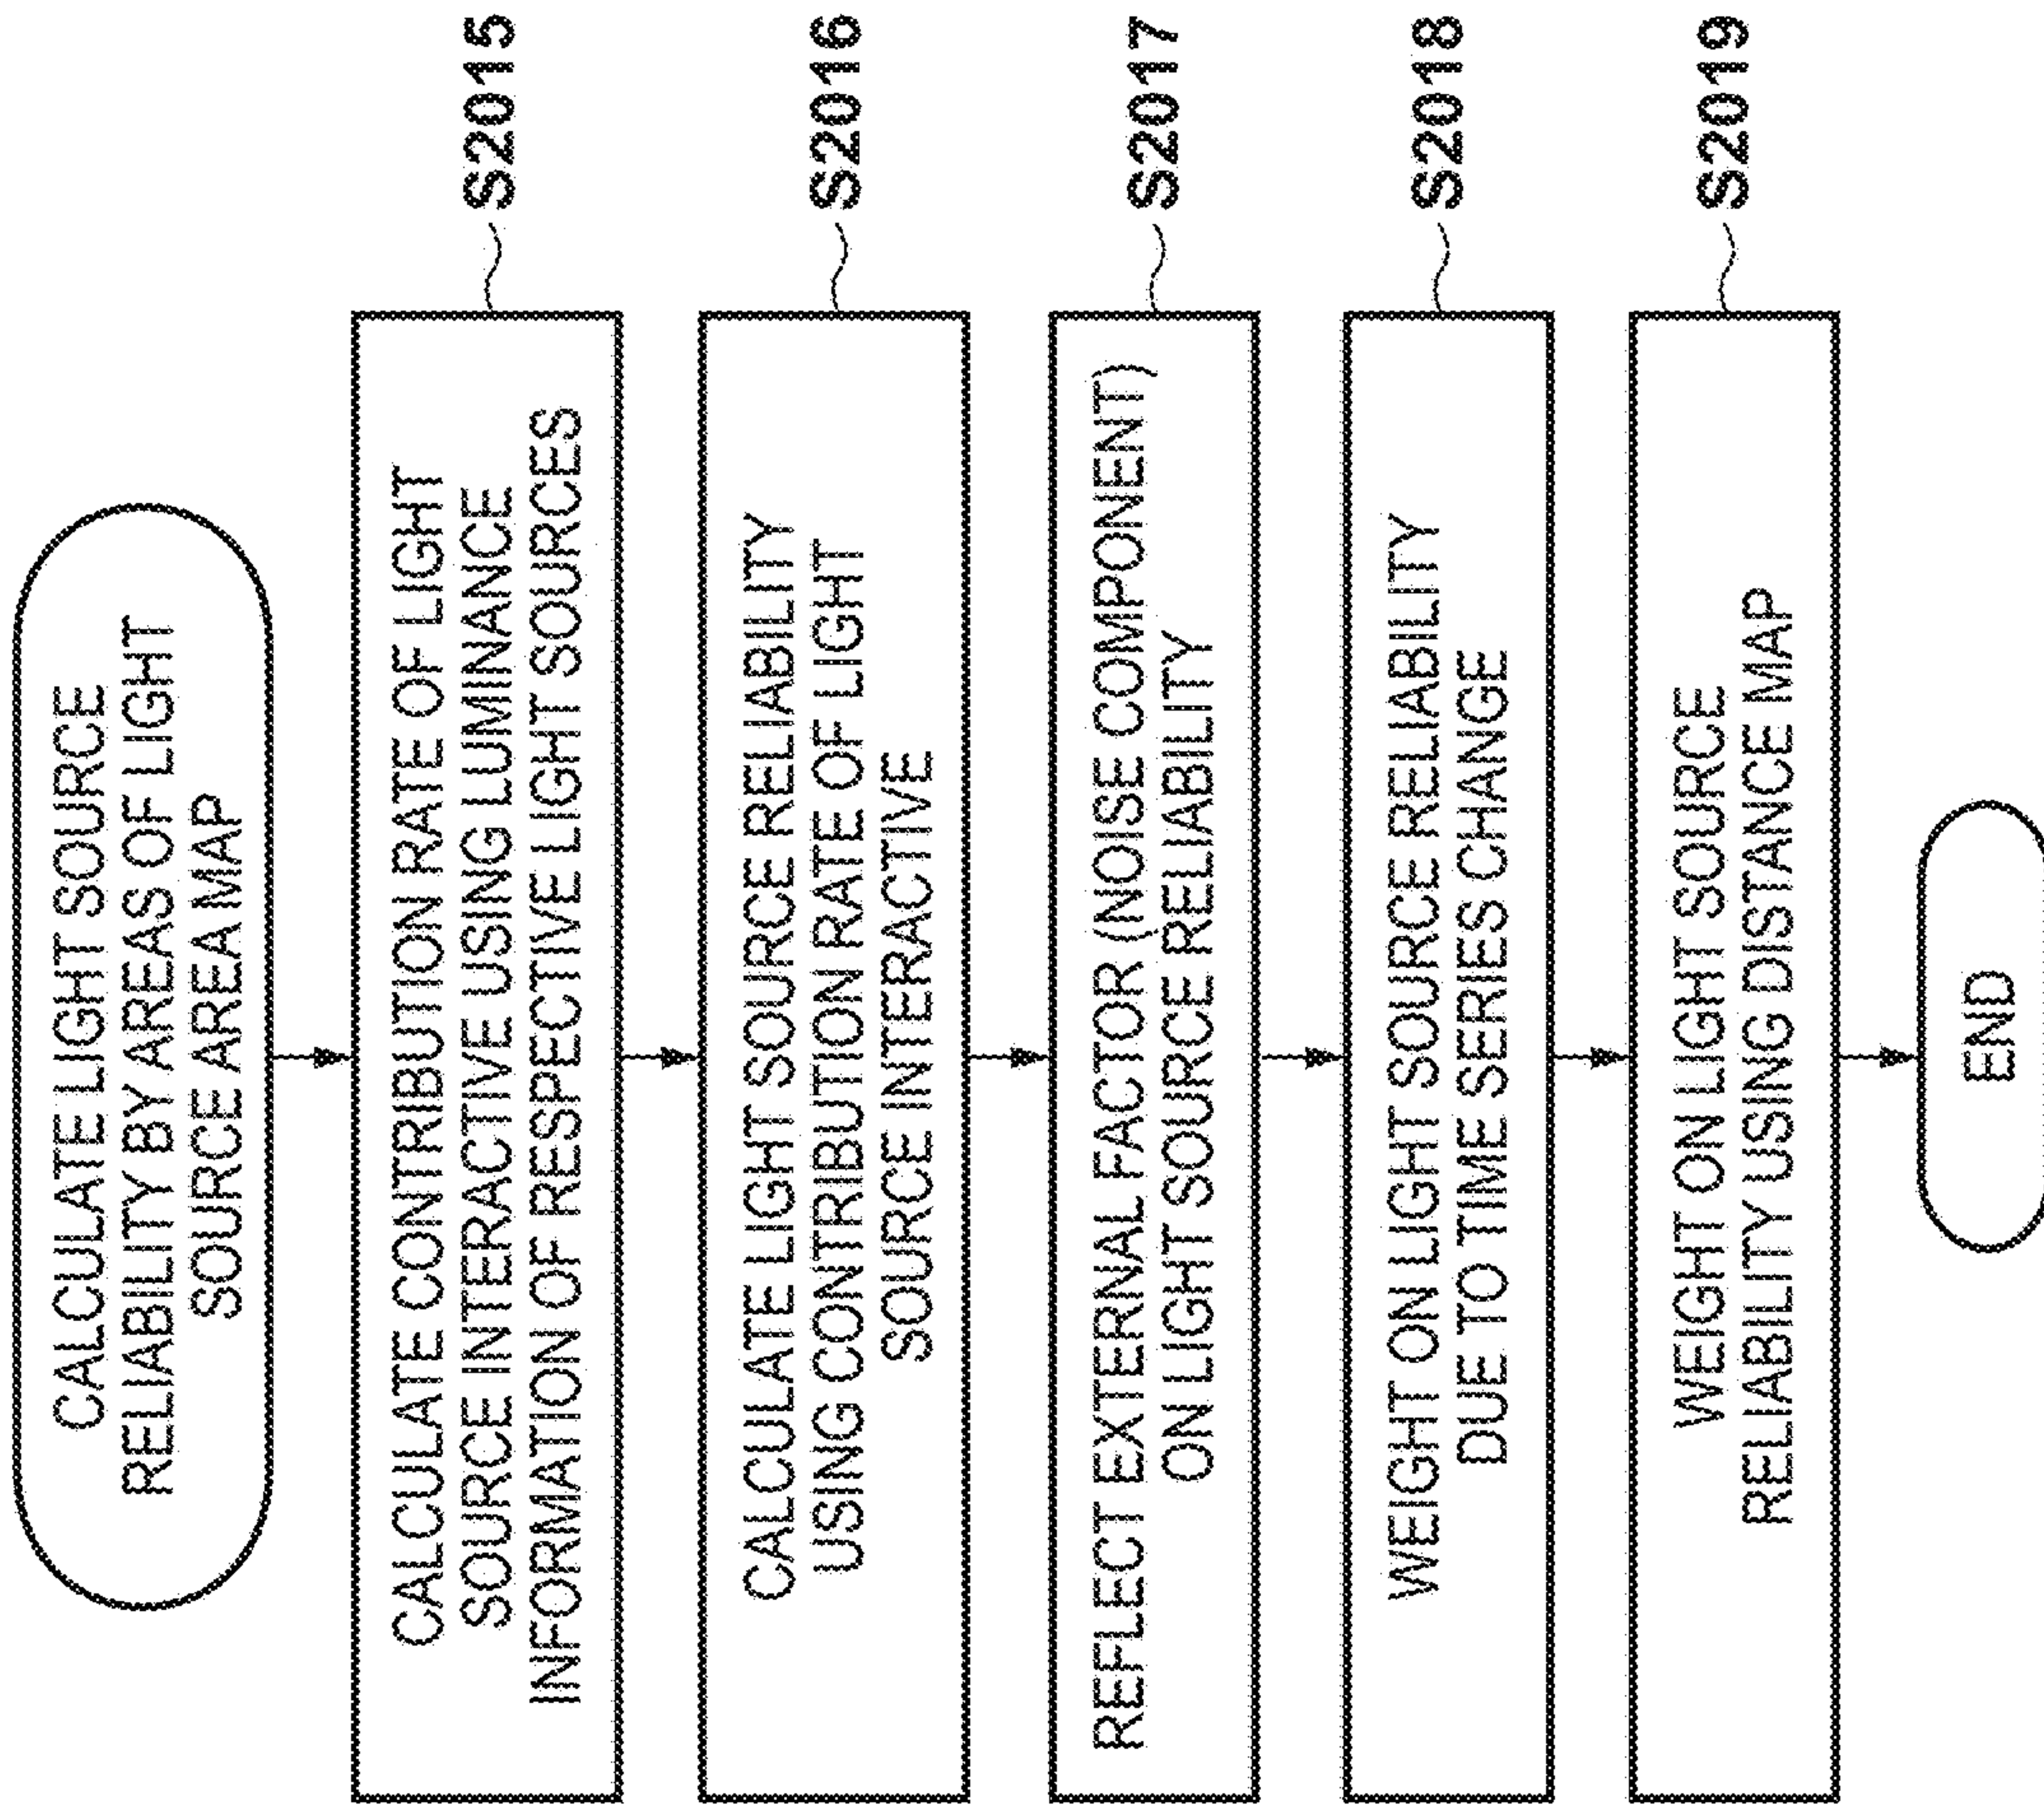 CALCULATE LIGHT SOURCE
RELIABILITY BY AREAS OF LIGHT
SOURCE AREA MAP
CALCULATE CONTRIBUTION RATE OF LIGHT
SOURCE INTERACTIVE USING LUMINANCE
INFORMATION OF RESPECTIVE LIGHT SOURCES
S2015
CALCULATE LIGHT SOURCE RELIABILITY
USING CONTRIBUTION RATE OF LIGHT
SOURCE INTERACTIVE
S2016
REFLECT EXTERNAL FACTOR (NOISE COMPONENT)
ON LIGHT SOURCE RELIABILITY
S2017
WEIGHT ON LIGHT SOURCE RELIABILITY
DUE TO TIME SERIES CHANGE
S2018
WEIGHT ON LIGHT SOURCE
RELIABILITY USING DISTANCE MAP
S2019
END